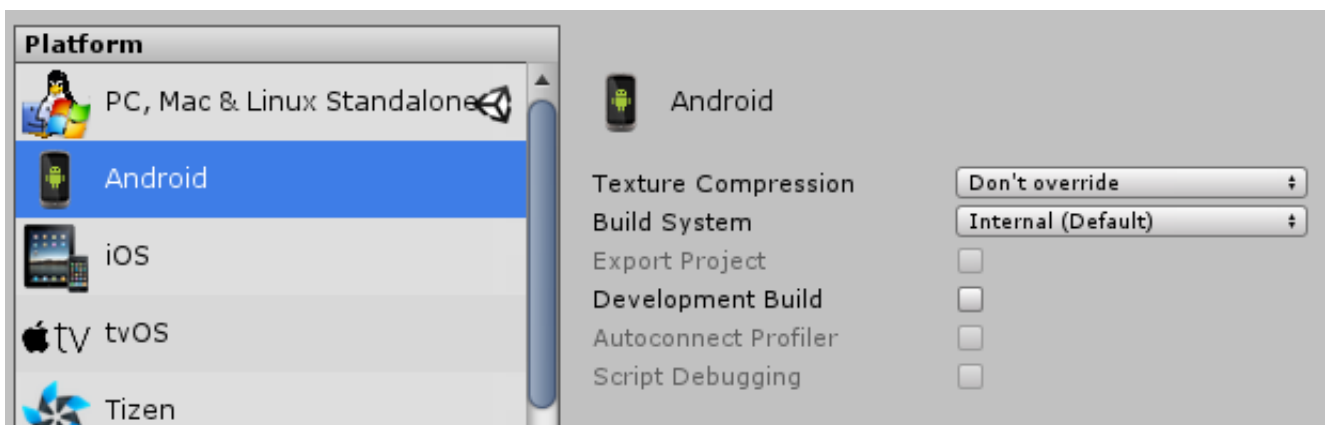 Platform
PC, Mac & Linux Standalone
Android
iOS
tv tvOS
Tizen
Android
Texture Compression Don't override
Build System Internal (Default)
Export Project
Development Build
Autoconnect Profiler
Script Debugging